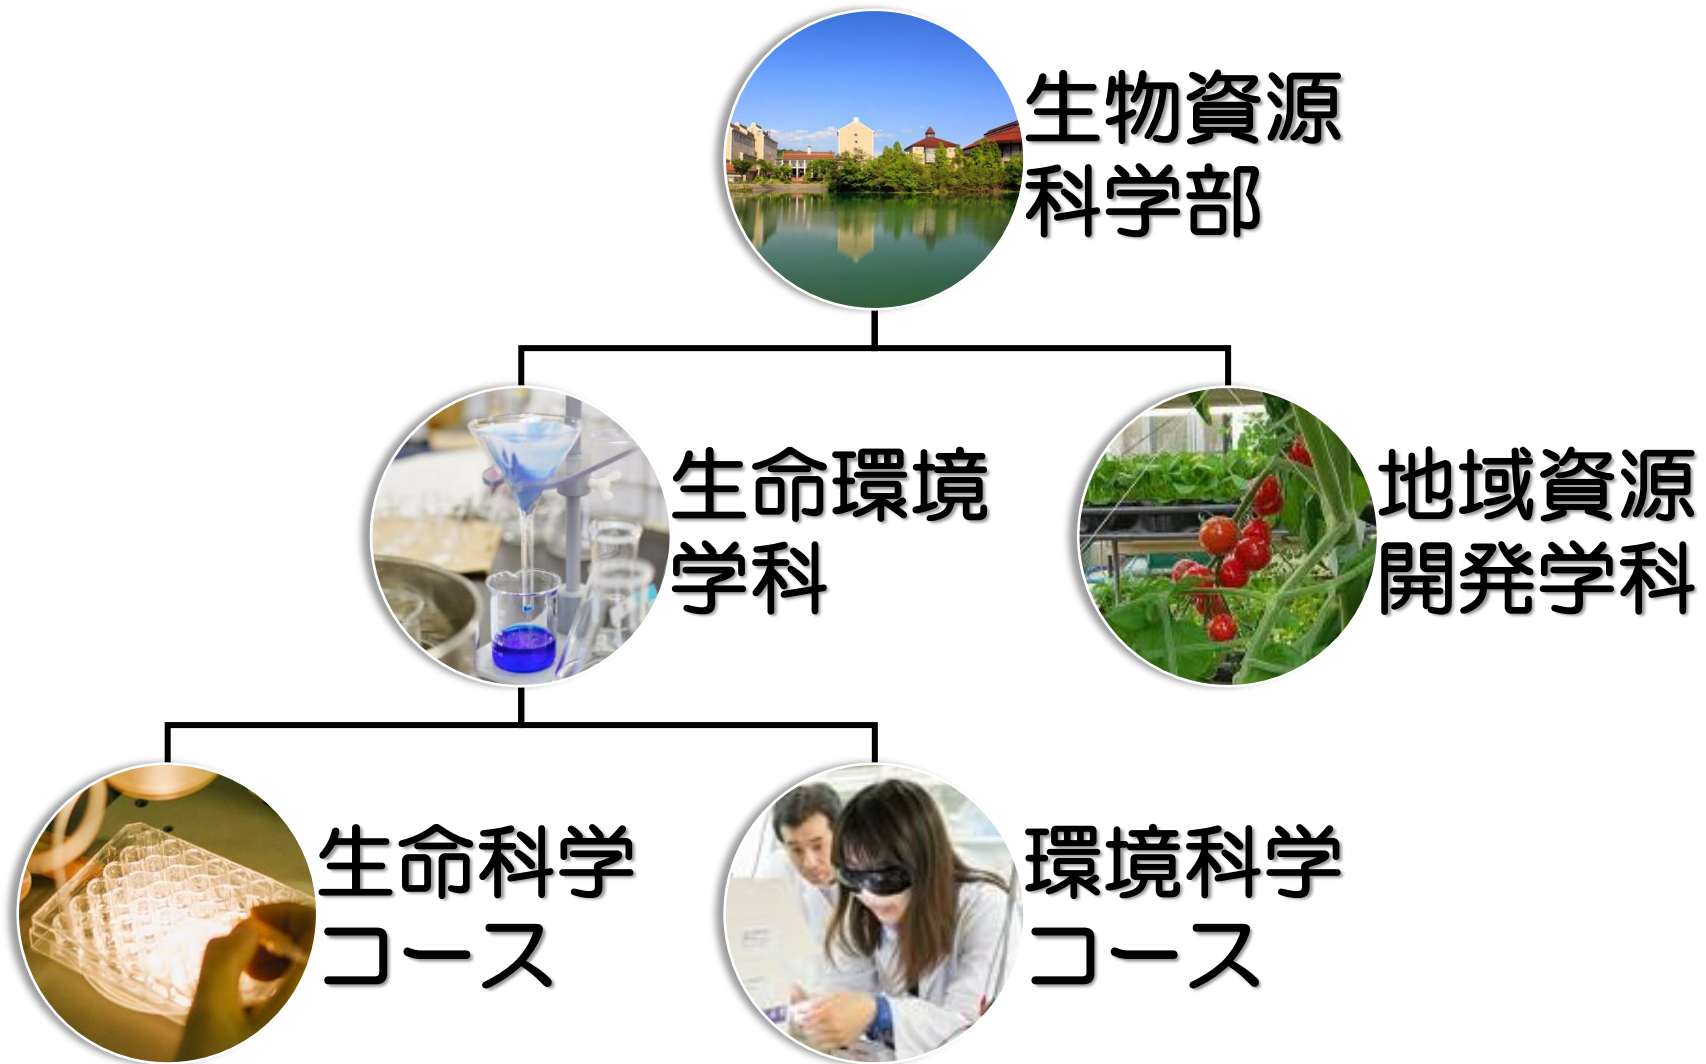 生物資源
科学部
生命環境
学科
地域資源
開発学科
生命科学
コース
環境科学
コース